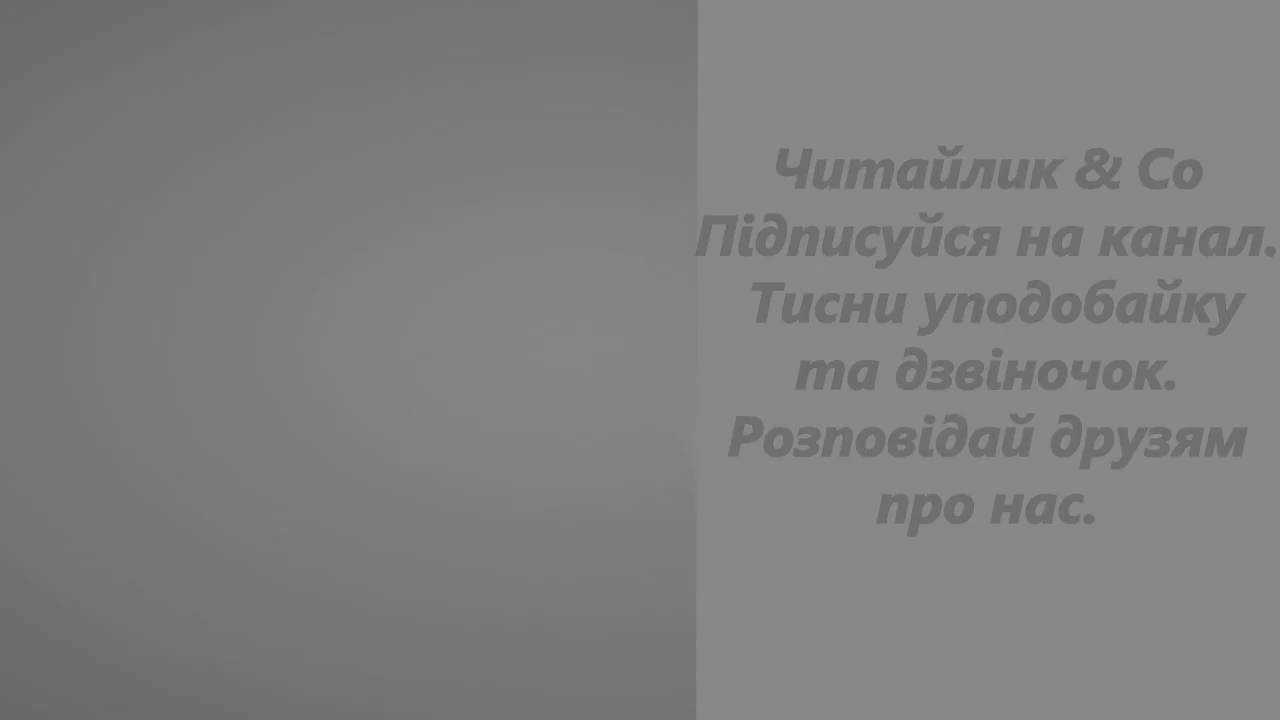 Читайлик & Co
Підписуйся на канал.
Тисни уподобайку
та дзвіночок.
Розповідай друзям
про нас.